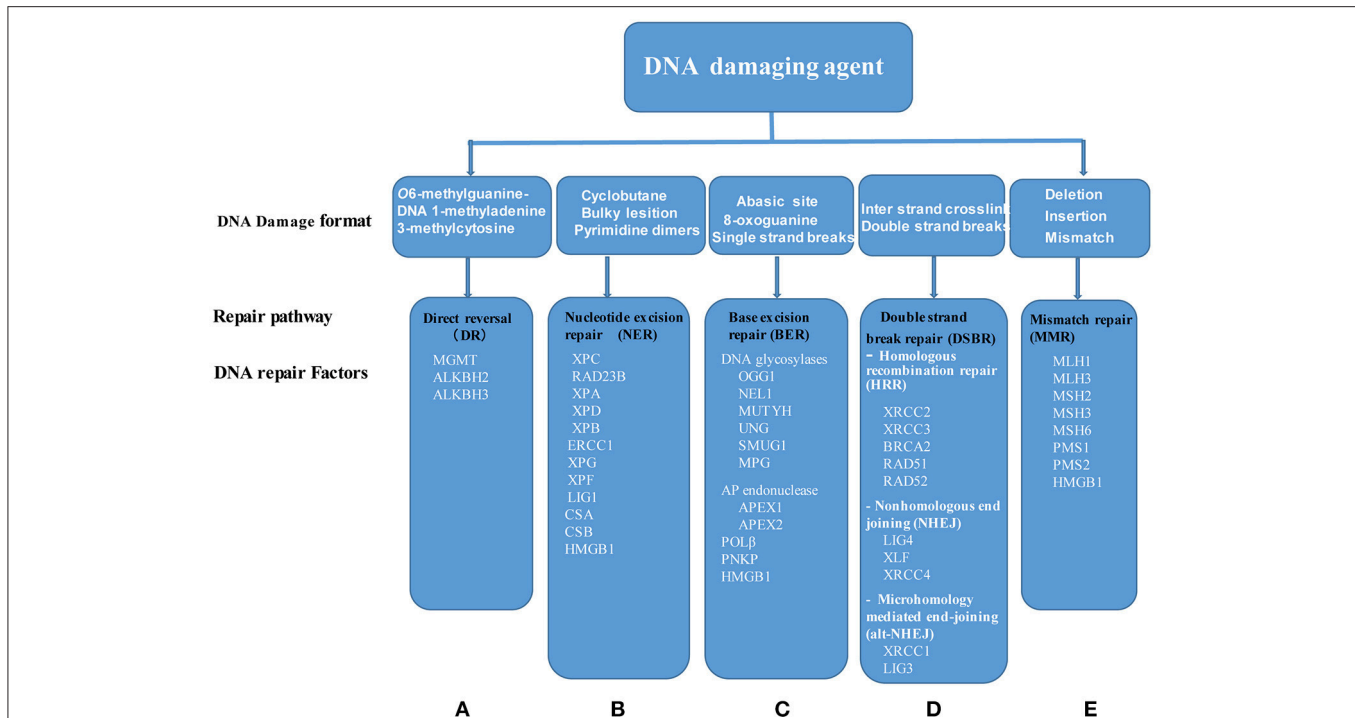 DNA damaging agent
DNA Damage format
O6-methylguanine-
DNA 1-methyladenine
3-methylcytosine
Cyclobutane
Bulky lesition
Pyrimidine dimers
Abasic site
8-oxoguanine
Single strand breaks
Inter strand crosslink
Double strand breaks
Deletion
Insertion
Mismatch
Repair pathway
DNA repair Factors
Direct reversal
(DR)
MGMT
ALKBH2
ALKBH3
Nucleotide excision
repair (NER)
XPC
RAD23B
XPA
XPD
XPB
ERCC1
XPG
XPF
LIG1
CSA
CSB
HMGB1
Base excision
repair (BER)
DNA glycosylases
OGG1
NEL1
MUTYH
UNG
SMUG1
MPG
AP endonuclease
APEX1
APEX2
POLβ
PNKP
HMGB1
Double strand
break repair (DSBR)
- Homologous
recombination repair
(HRR)
XRCC2
XRCC3
BRCA2
RAD51
RAD52
- Nonhomologous end
joining (NHEJ)
LIG4
XLF
XRCC4
- Microhomology
mediated end-joining
(alt-NHEJ)
XRCC1
LIG3
Mismatch repair
(MMR)
MLH1
MLH3
MSH2
MSH3
MSH6
PMS1
PMS2
HMGB1
A
B
C
D
E